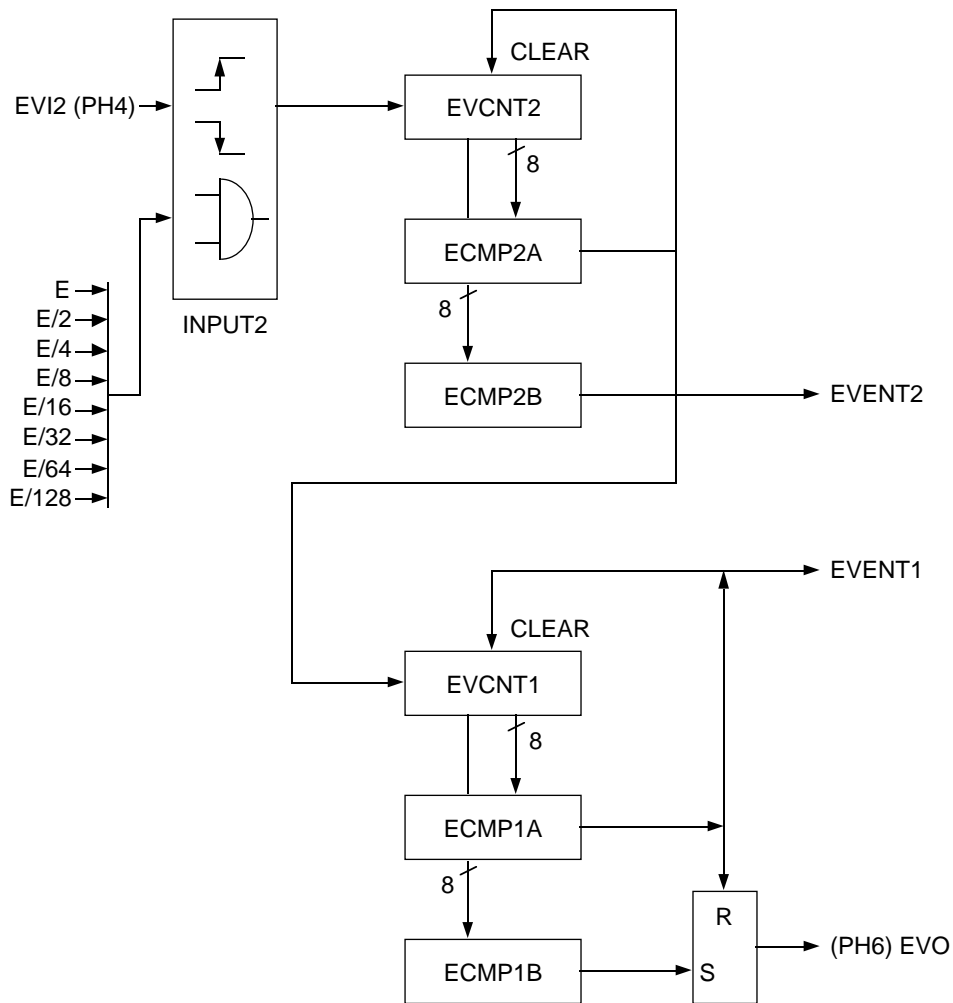 CLEAR
EVI2 (PH4)
EVCNT2
8
ECMP2A
INPUT2
E
E/2
E/4
E/8
E/16
E/32
E/64
E/128
8
ECMP2B
EVENT2
EVENT1
CLEAR
EVCNT1
8
ECMP1A
8
R
S
ECMP1B
(PH6) EVO